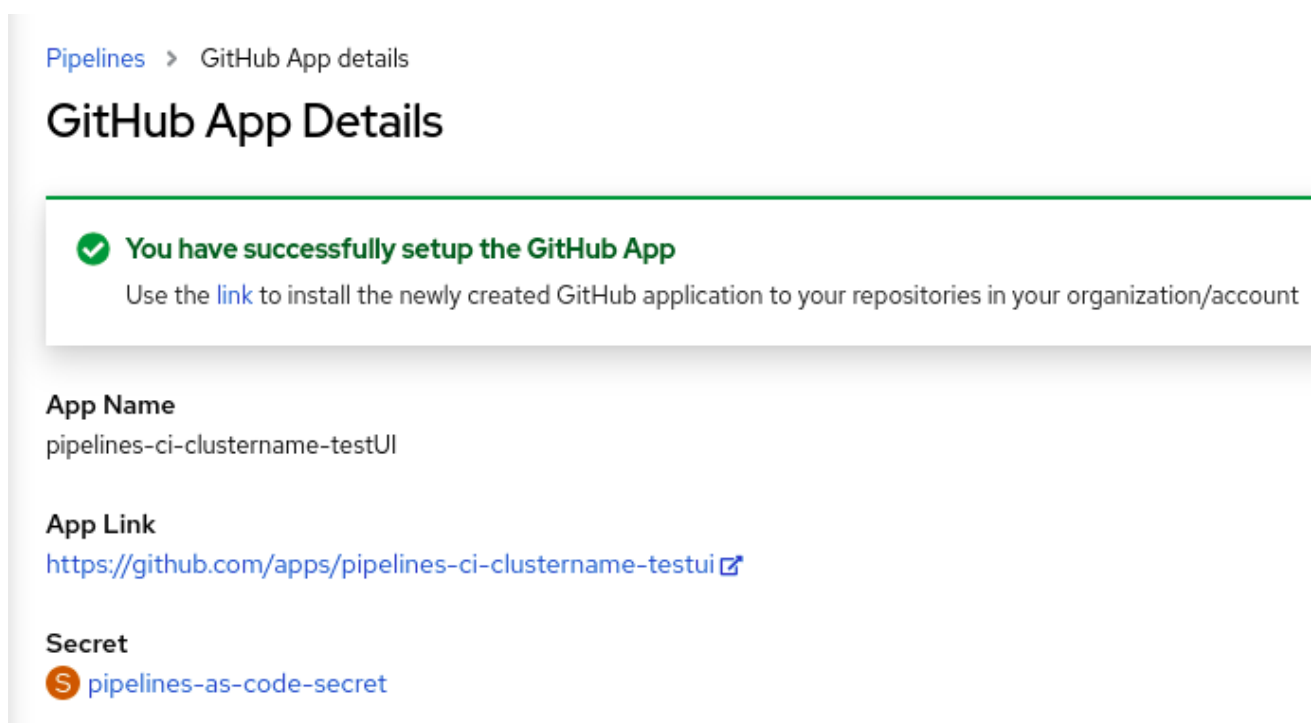 Pipelines > GitHub App details
GitHub App Details
You have successfully setup the GitHub App
Use the link to install the newly created GitHub application to your repositories in your organization/account
App Name
pipelines-ci-clustername-testUI
App Link
https://github.com/apps/pipelines-ci-clustername-testui
Secret
S pipelines-as-code-secret